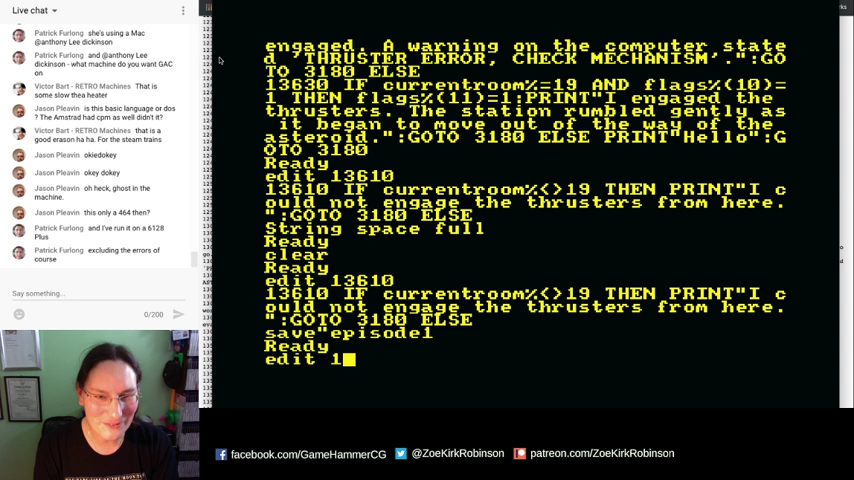 Live chat
Patrick Furlong she's using a Mac
@anthony Lee dickinson
Patrick Furlong and @anthony Lee
dickinson - what machine do you want GAC
on
Victor Bart - RETRO Machines That is
some slow thea heater
Jason Pleavin is this basic language or dos
? The Amstrad had cpm as well didn't it?
Victor Bart - RETRO Machines that is a
good erason ha ha. For the steam trains
Jason Pleavin okiedokey
Jason Pleavin okey dokey
Jason Pleavin oh heck, ghost in the
machine.
Jason Pleavin this only a 464 then?
Patrick Furlong and I've run it on a 6128
Plus
Patrick Furlong excluding the errors of
course
Say something...
0/200
engaged. A warning on the computer state
d 'THRUSTER ERROR, CHECK MECHANISM'.":GO
TO 3180 ELSE
13630 IF currentroom%=19 AND flags%(10)=
1 THEN flags%(11)=1:PRINT"I engaged the
thrusters. The station rumbled gently as
it began to move out of the way of the
asteroid.":GOTO 3180 ELSE PRINT"Hello":G
OTO 3180
Ready
edit 13610
13610 IF currentroom%<>19 THEN PRINT"I c
ould not engage the thrusters from here.
":GOTO 3180 ELSE
String space full
Ready
clear
Ready
edit 13610
13610 IF currentroom%<>19 THEN PRINT"I c
ould not engage the thrusters from here.
":GOTO 3180 ELSE
save"episode1
Ready
edit 1
facebook.com/GameHammerCG
@ZoeKirkRobinson
patreon.com/ZoeKirkRobinson